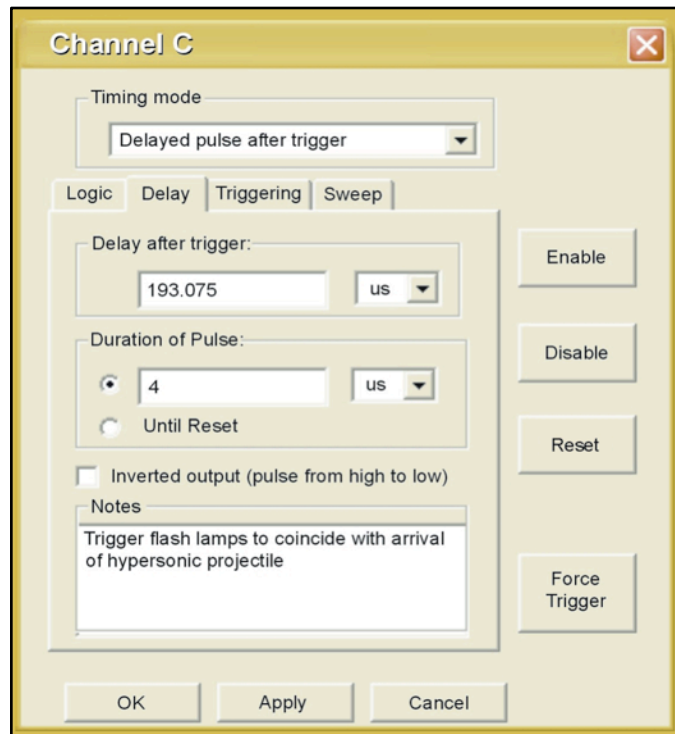 Channel C
Timing mode
Delayed pulse after trigger
Logic Delay Triggering Sweep
Delay after trigger:
193.075 us
Enable
Duration of Pulse:
4 us
Disable
Until Reset
Reset
Inverted output (pulse from high to low)
Notes
Trigger flash lamps to coincide with arrival
of hypersonic projectile
Force
Trigger
OK Apply Cancel